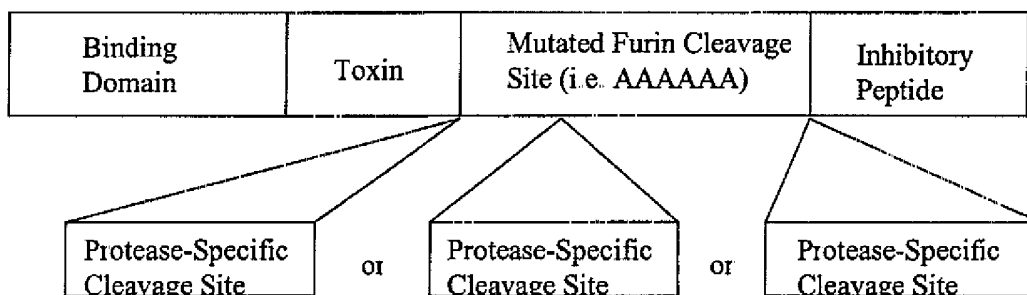 Binding
Domain
Toxin
Mutated Furin Cleavage
Site (i.e. AAAAAA)
Inhibitory
Peptide
Protease-Specific
Cleavage Site
or
Protease-Specific
Cleavage Site
or
Protease-Specific
Cleavage Site